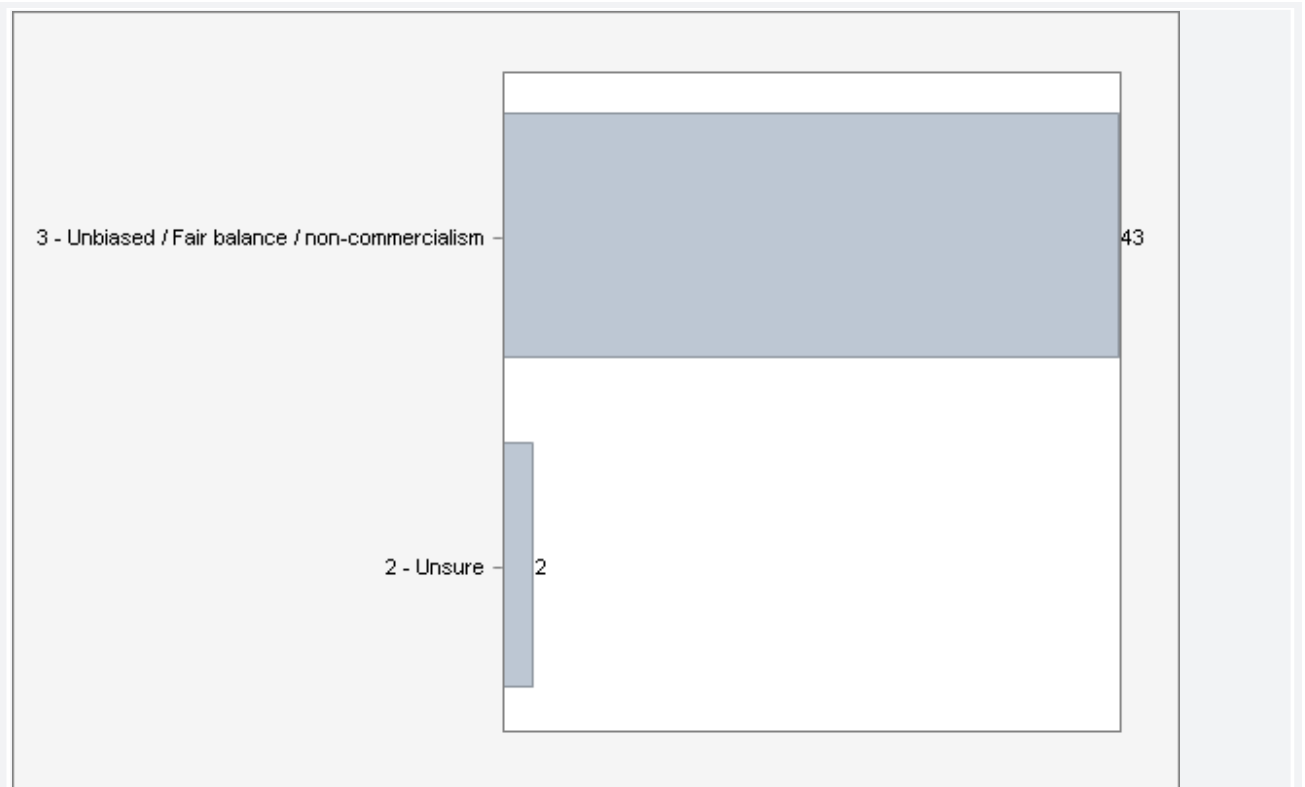 3 - Unbiased / Fair balance / non-commercialism
43
2 - Unsure
2